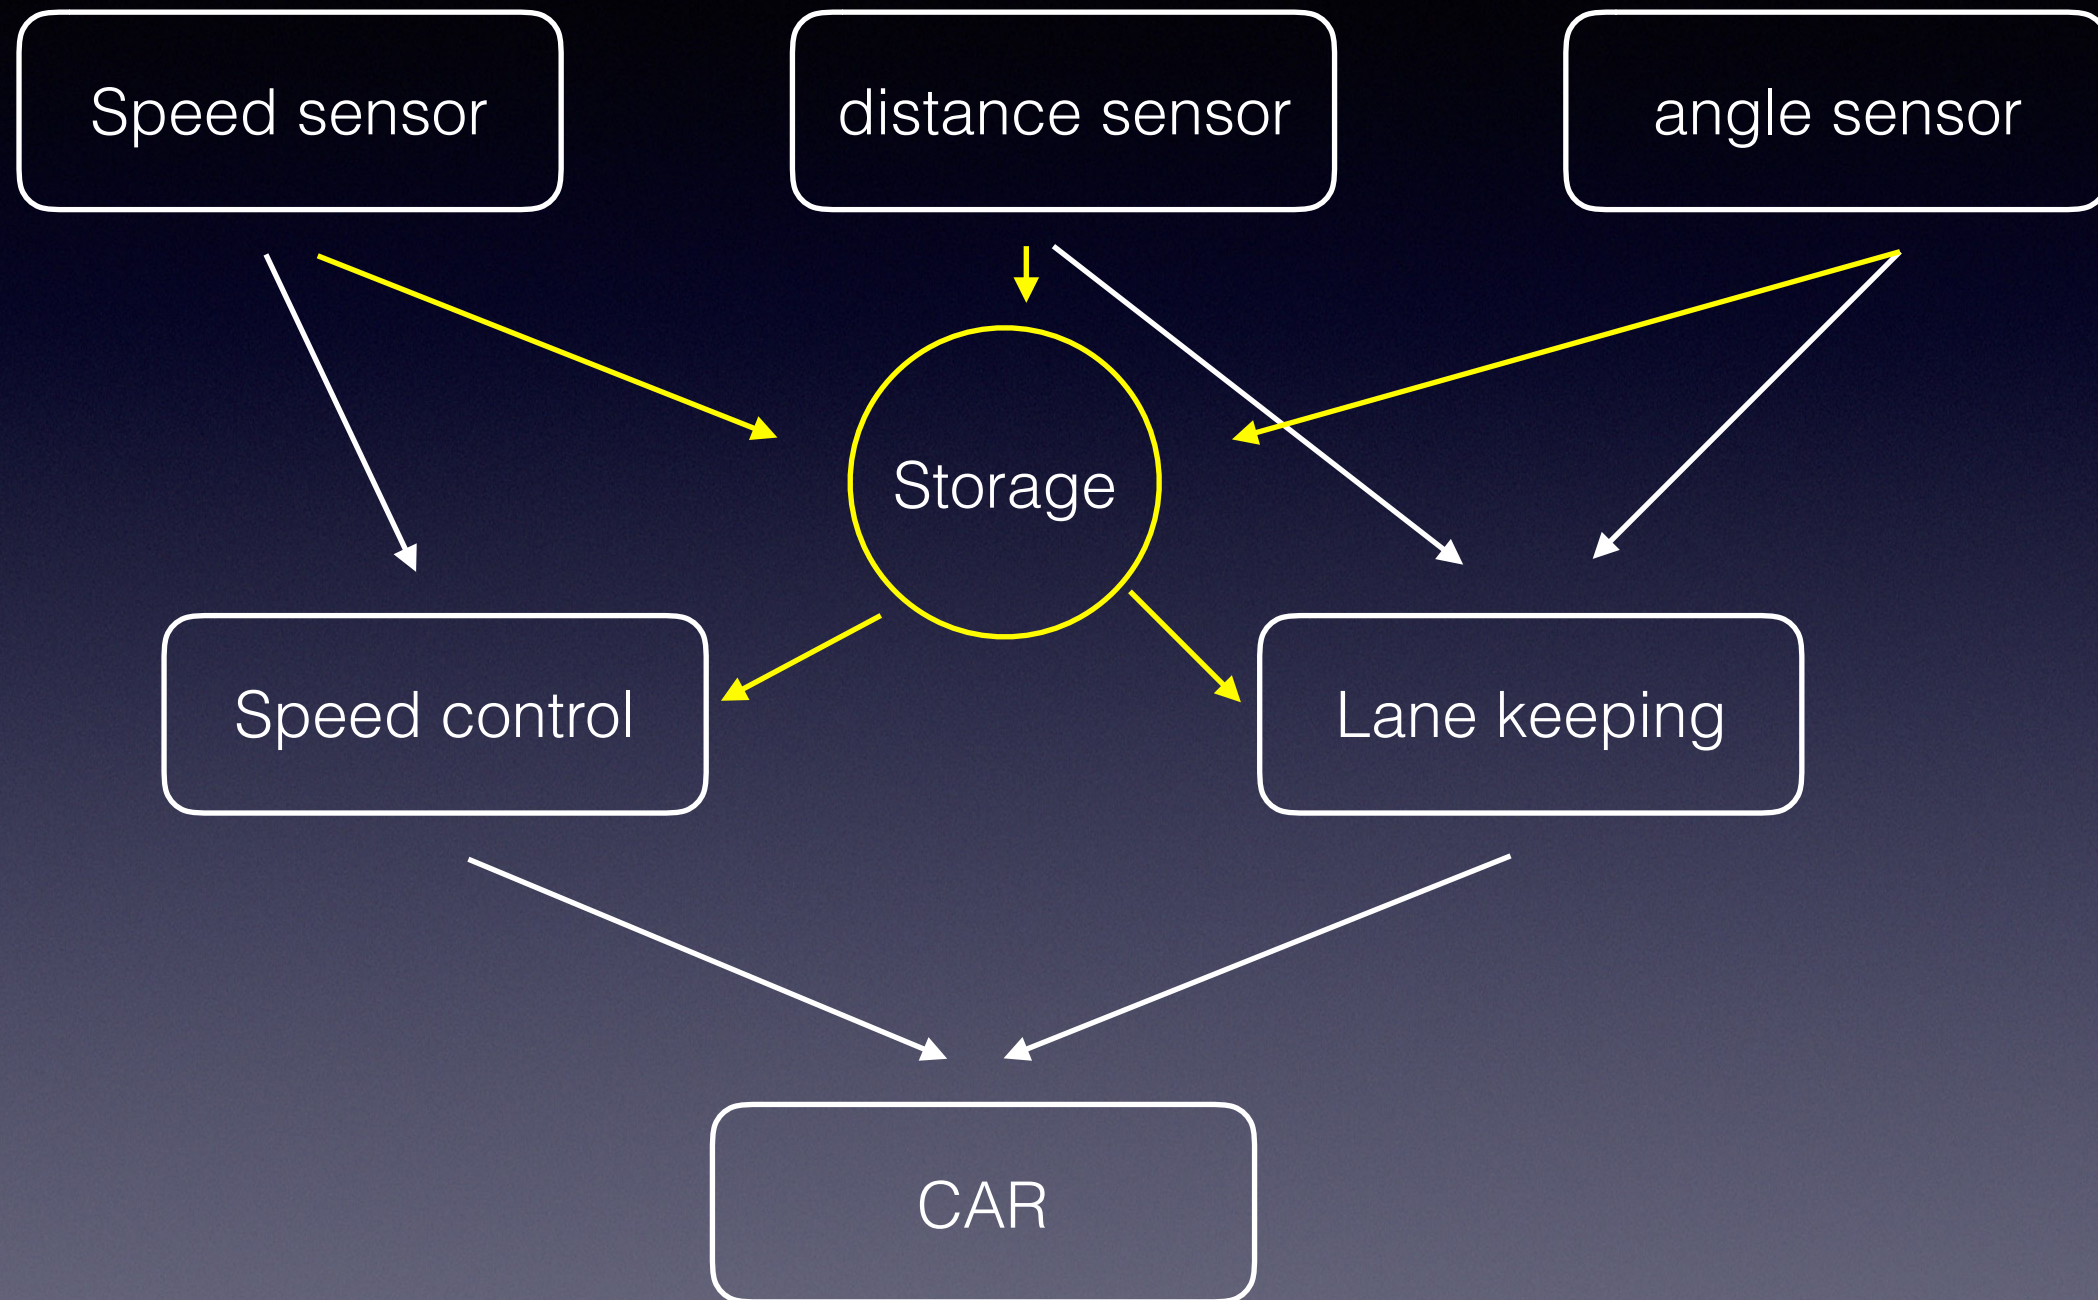 Speed sensor
distance sensor
angle sensor
Storage
Speed control
Lane keeping
CAR